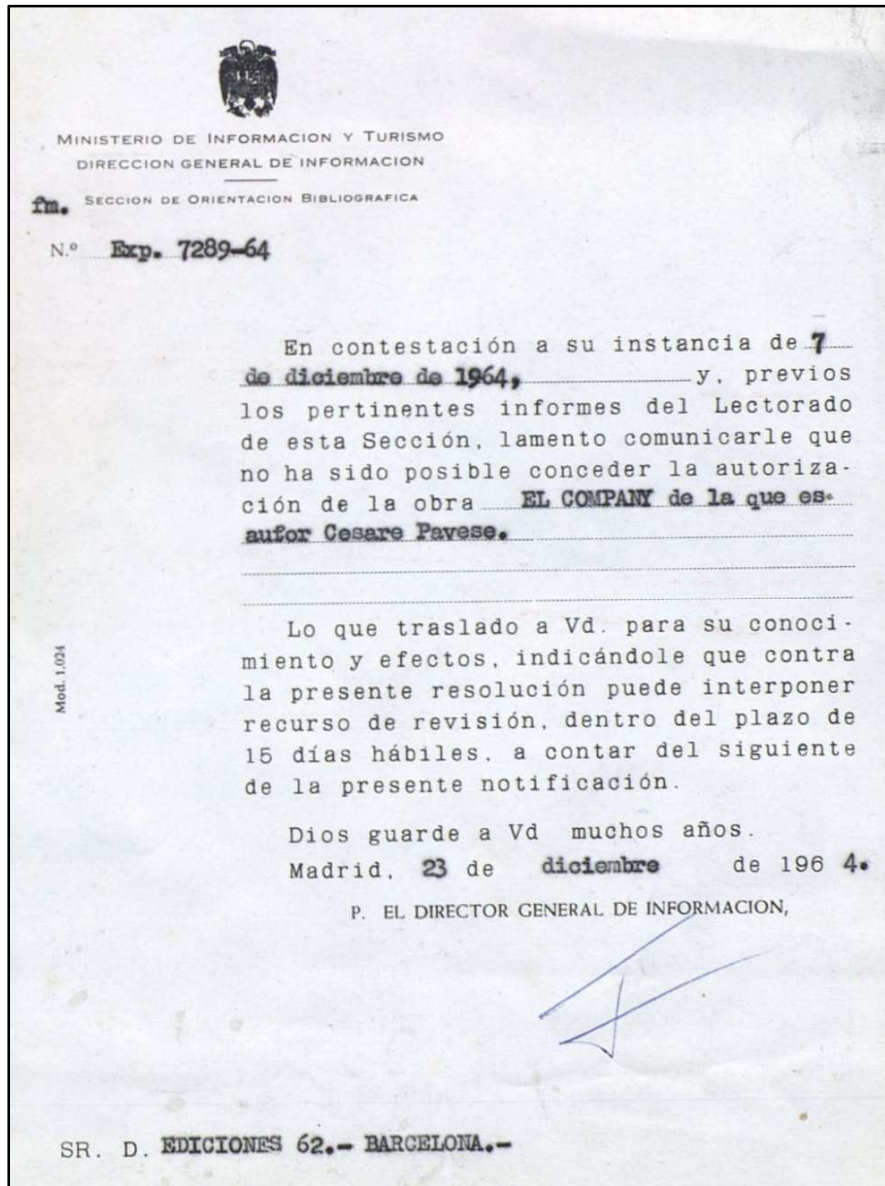 MINISTERIO DE INFORMACION Y TURISMO
DIRECCION GENERAL DE INFORMACION
fm. SECCION DE ORIENTACION BIBLIOGRAFICA
N.º Exp. 7289-64
En contestación a su instancia de 7
de diciembre de 1964, y, previos
los pertinentes informes del Lectorado
de esta Sección, lamento comunicarle que
no ha sido posible conceder la autoriza-
ción de la obra EL COMPANY de la que es
aufor Cesare Pavese.
Lo que traslado a Vd. para su conoci-
miento y efectos, indicándole que contra
la presente resolución puede interponer
recurso de revisión, dentro del plazo de
15 días hábiles, a contar del siguiente
de la presente notificación.
Mod. 1.024
Dios guarde a Vd muchos años.
Madrid, 23 de diciembre de 196 4.
P. EL DIRECTOR GENERAL DE INFORMACION,
SR. D. EDICIONES 62.- BARCELONA.-